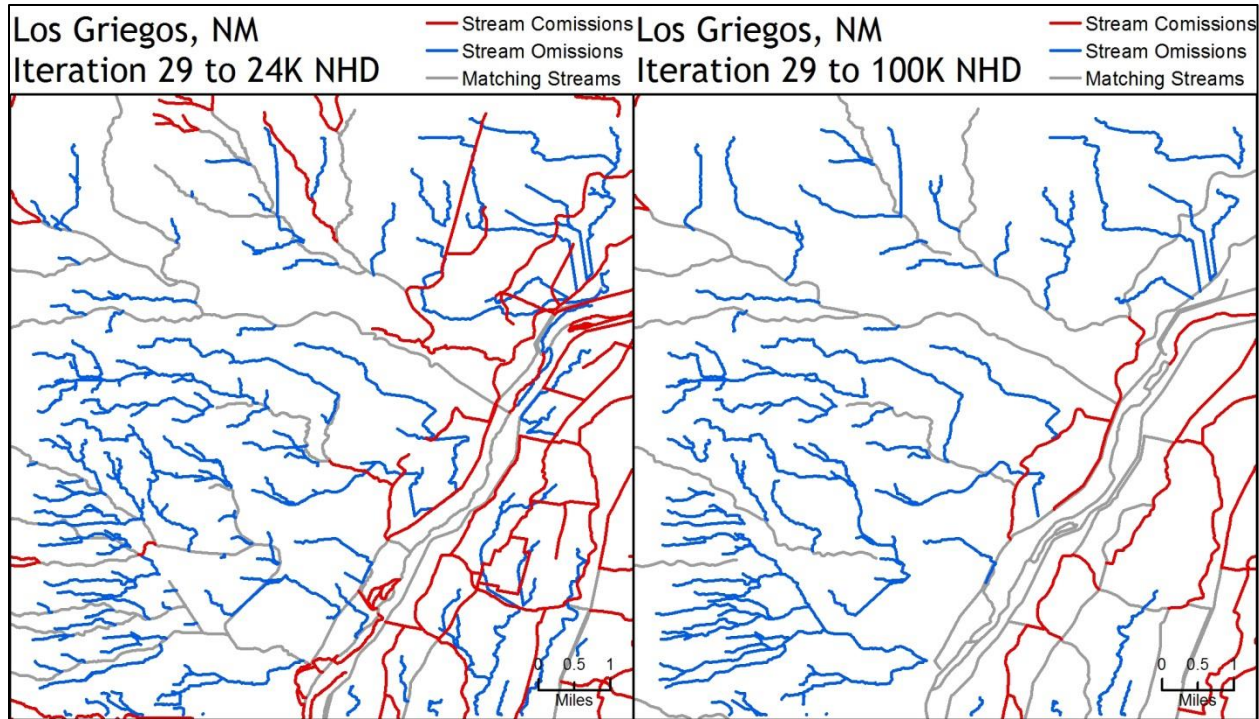 Los Griegos, NM
Iteration 29 to 24K NHD
Stream Comissions
Stream Omissions
Matching Streams
Los Griegos, NM
Iteration 29 to 100K NHD
Stream Comissions
Stream Omissions
Matching Streams
0 0.5 1
Miles
0 0.5 1
Miles